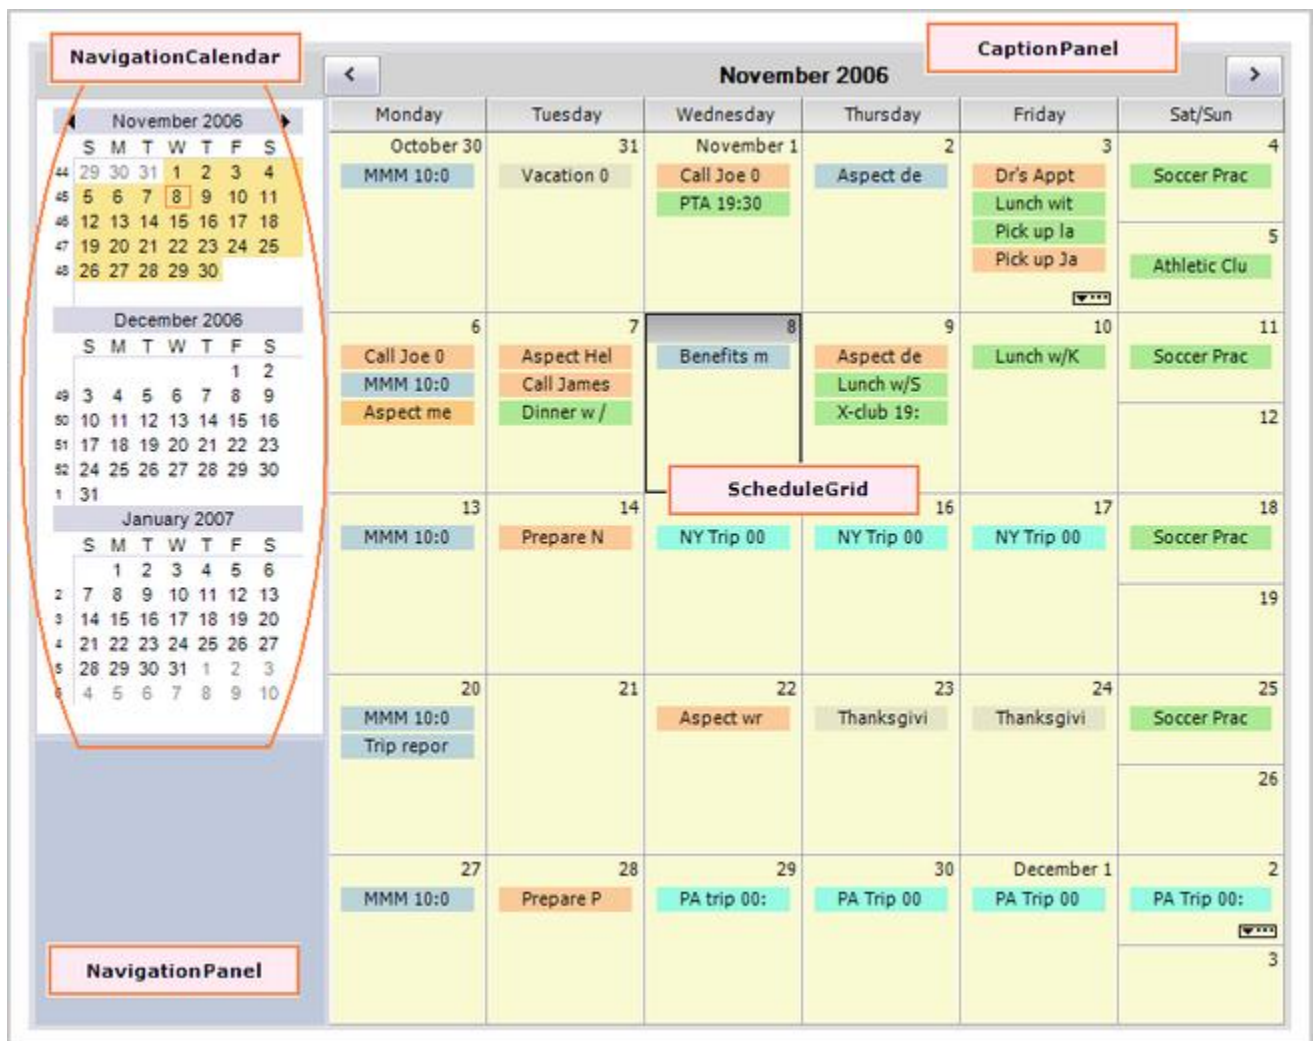 NavigationCalendar
CaptionPanel
November 2006
November 2006
S M T W T F S
44 29 30 31 1 2 3 4
45 5 6 7 8 9 10 11
46 12 13 14 15 16 17 18
47 19 20 21 22 23 24 25
48 26 27 28 29 30
December 2006
S M T W T F S
1 2
49 3 4 5 6 7 8 9
50 10 11 12 13 14 15 16
51 17 18 19 20 21 22 23
52 24 25 26 27 28 29 30
1 31
January 2007
S M T W T F S
1 2 3 4 5 6
2 7 8 9 10 11 12 13
3 14 15 16 17 18 19 20
4 21 22 23 24 25 26 27
5 28 29 30 31 1 2 3
4 5 6 7 8 9 10
NavigationPanel
Monday Tuesday Wednesday Thursday Friday Sat/Sun
October 30 31 November 1 2 3 4
MMM 10:0 Vacation 0 Call Joe 0 Aspect de Dr's Appt Soccer Prac
PTA 19:30 Lunch wit
Pick up la 5
Pick up Ja Athletic Clu
6 7 8 9 10 11
Call Joe 0 Aspect Hel Benefits m Aspect de Lunch w/K Soccer Prac
MMM 10:0 Call James Lunch w/S
Aspect me Dinner w / X-club 19: 12
ScheduleGrid
13 14 16 17 18
MMM 10:0 Prepare N NY Trip 00 NY Trip 00 NY Trip 00 Soccer Prac
19
20 21 22 23 24 25
MMM 10:0 Aspect wr Thanksgivi Thanksgivi Soccer Prac
Trip repor
26
27 28 29 30 December 1 2
MMM 10:0 Prepare P PA trip 00: PA Trip 00 PA Trip 00 PA Trip 00:
3